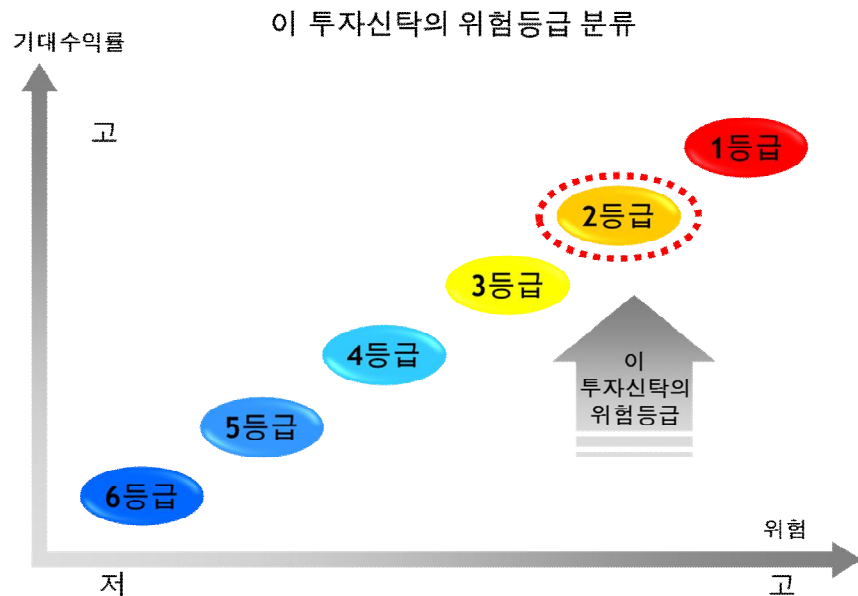 이 투자신탁의 위험등급 분류
기대수익률
고
1등급
2등급
3등급
4등급
5등급
6등급
이
투자신탁의
위험등급
위험
저
고